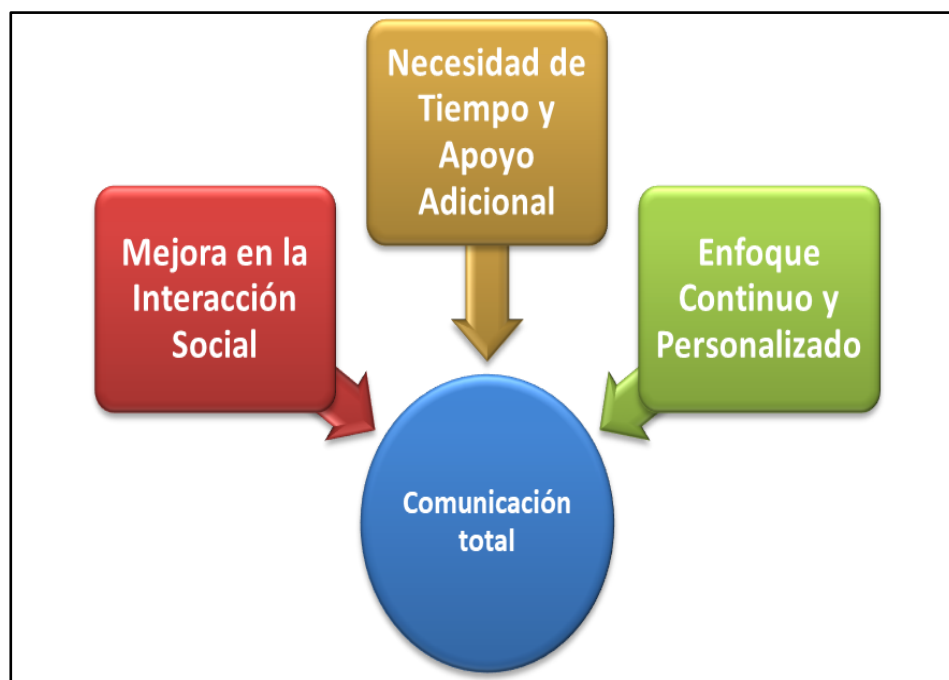 Necesidad de
Tiempo y
Apoyo
Adicional
Mejora en la
Interacción
Social
Enfoque
Continuo y
Personalizado
Comunicación
total